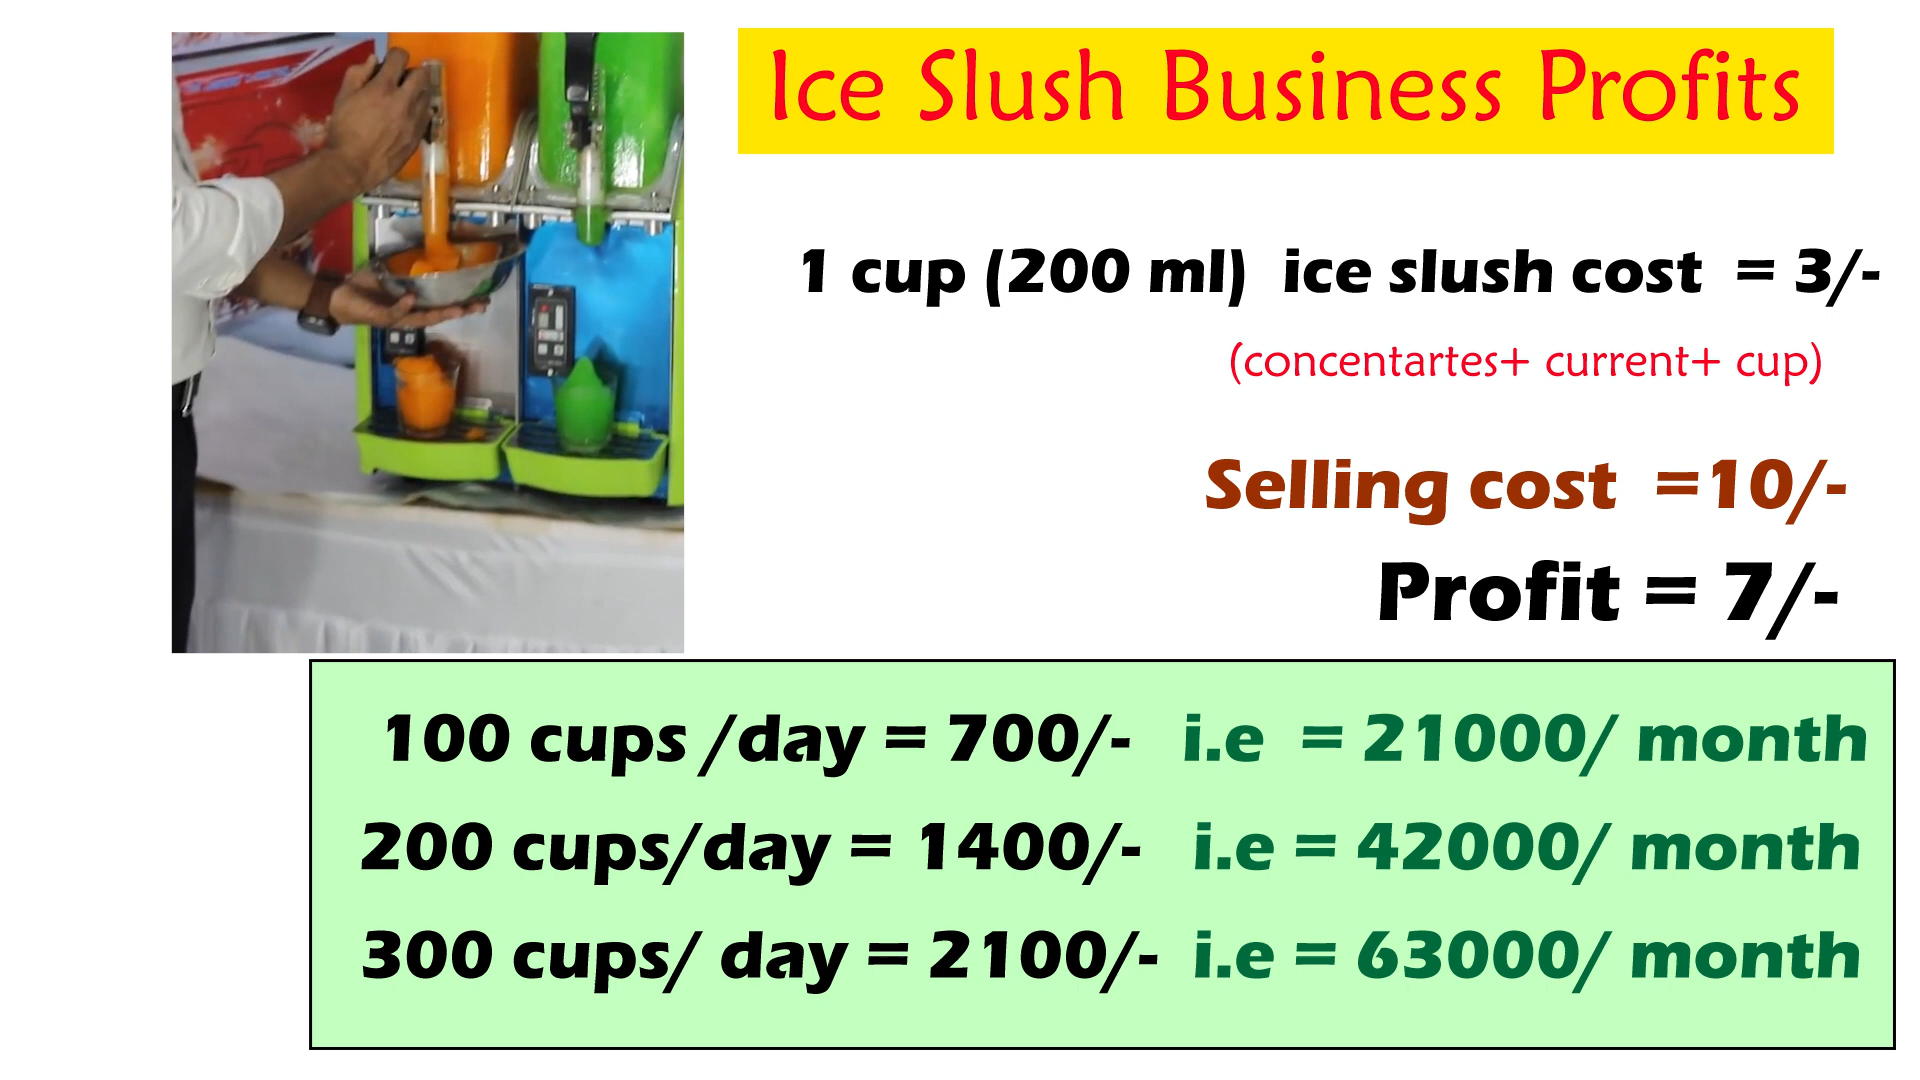 Ice Slush Business Profits
1 cup (200 ml) ice slush cost = 3/-
(concentartes+ current+ cup)
Selling cost =10/-
Profit = 7/-
100 cups /day = 700/- i.e = 21000/ month
200 cups/day = 1400/- i.e = 42000/ month
300 cups/ day = 2100/- i.e = 63000/ month